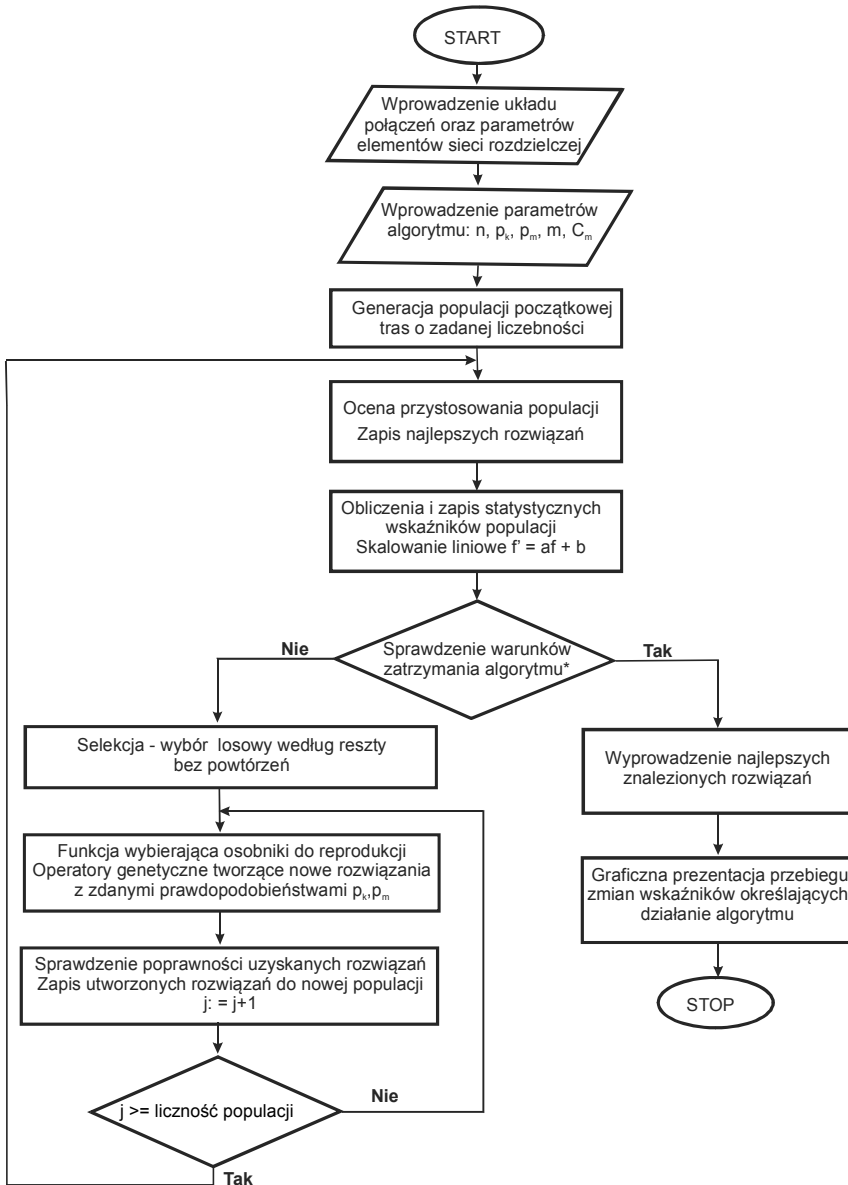 START
Wprowadzenie układu
połączeń oraz parametrów
elementów sieci rozdzielczej
Wprowadzenie parametrów
algorytmu: n, pₖ, pₘ, m, Cₘ
Generacja populacji początkowej
tras o zadanej liczebności
Ocena przystosowania populacji
Zapis najlepszych rozwiązań
Obliczenia i zapis statystycznych
wskaźników populacji
Skalowanie liniowe f' = af + b
Sprawdzenie warunków
zatrzymania algorytmu*
Nie
Tak
Selekcja - wybór losowy według reszty
bez powtórzeń
Funkcja wybierająca osobniki do reprodukcji
Operatory genetyczne tworzące nowe rozwiązania
z zdanymi prawdopodobieństwami pₖ,pₘ
Sprawdzenie poprawności uzyskanych rozwiązań
Zapis utworzonych rozwiązań do nowej populacji
j: = j+1
j >= liczność populacji
Nie
Tak
Wyprowadzenie najlepszych
znalezionych rozwiązań
Graficzna prezentacja przebiegu
zmian wskaźników określających
działanie algorytmu
STOP